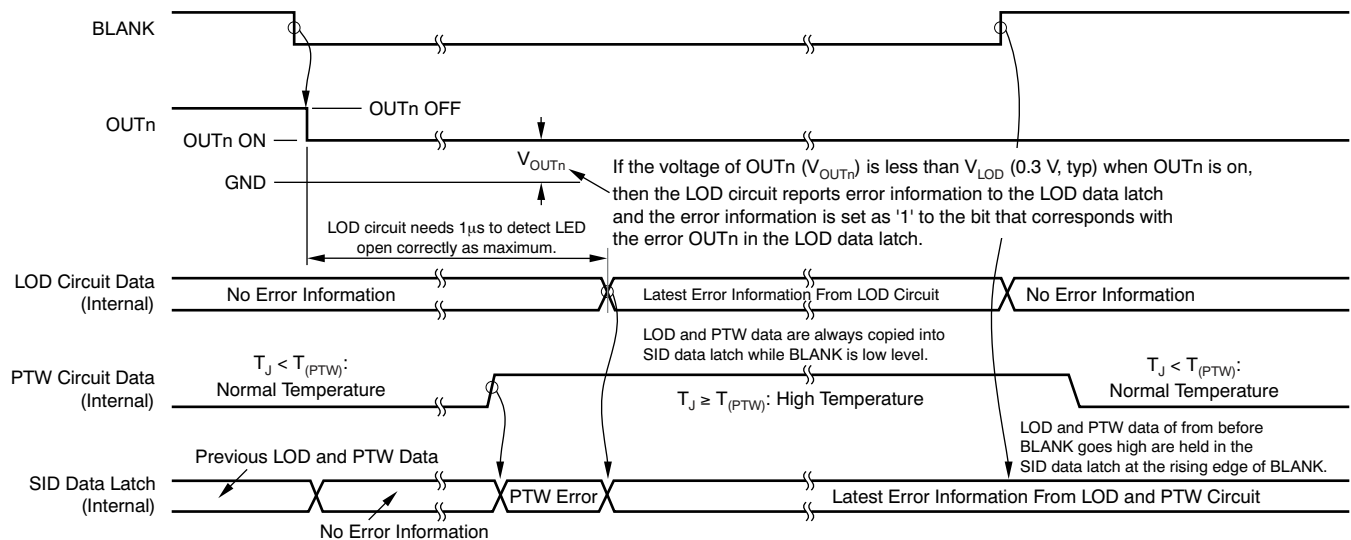 BLANK
OUTn
OUTn OFF
OUTn ON
GND
V_OUTn
If the voltage of OUTn (V_OUTn) is less than V_LOD (0.3 V, typ) when OUTn is on,
then the LOD circuit reports error information to the LOD data latch
and the error information is set as '1' to the bit that corresponds with
the error OUTn in the LOD data latch.
LOD circuit needs 1μs to detect LED
open correctly as maximum.
LOD Circuit Data
(Internal)
No Error Information
Latest Error Information From LOD Circuit
No Error Information
LOD and PTW data are always copied into
SID data latch while BLANK is low level.
PTW Circuit Data
(Internal)
T_J < T_(PTW):
Normal Temperature
T_J ≥ T_(PTW): High Temperature
T_J < T_(PTW):
Normal Temperature
LOD and PTW data of from before
BLANK goes high are held in the
SID data latch at the rising edge of BLANK.
SID Data Latch
(Internal)
Previous LOD and PTW Data
No Error Information
PTW Error
Latest Error Information From LOD and PTW Circuit